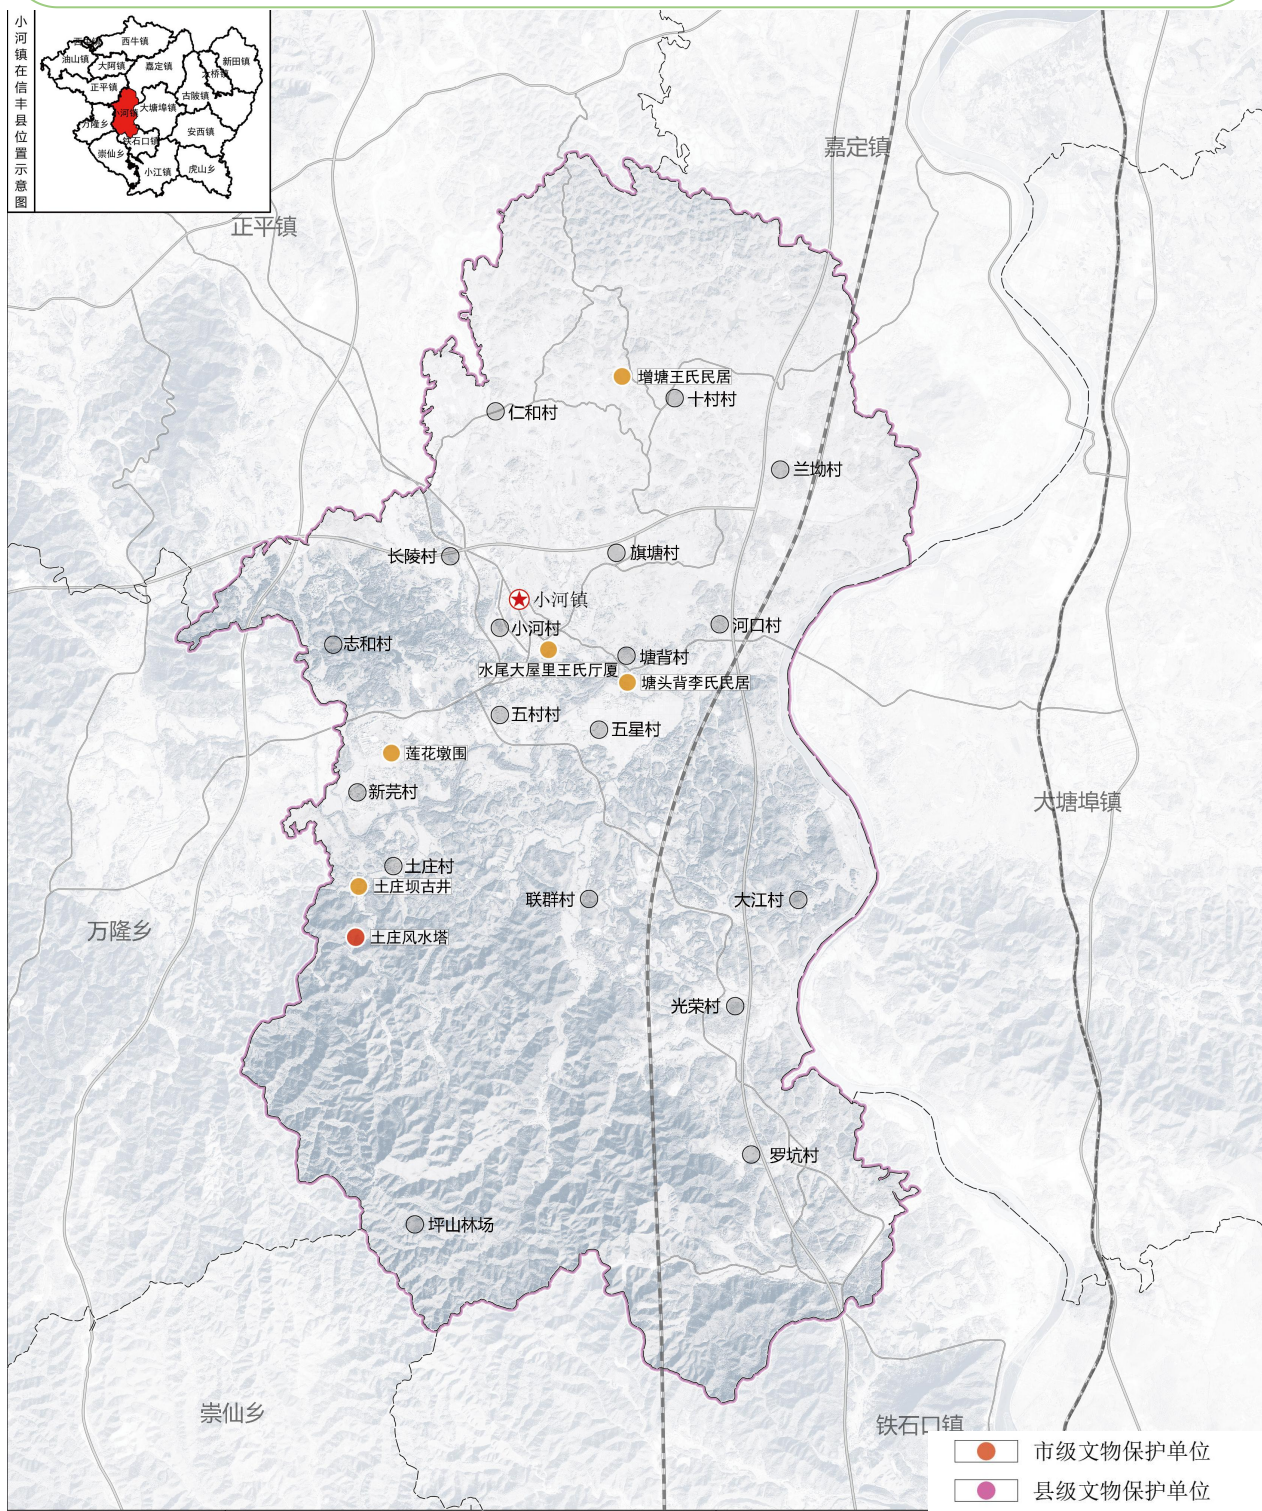 小河镇在信丰县位置示意图
西牛镇
油山镇
大阿镇
嘉定镇
新田镇
大桥镇
正平镇
古陂镇
大塘埠镇
小河镇
万隆乡
安西镇
铁石口镇
崇仙乡
小江镇
虎山乡
嘉定镇
正平镇
增塘王氏民居
十村村
仁和村
兰坳村
长陵村
旗塘村
小河镇
小河村
河口村
志和村
塘背村
水尾大屋里王氏厅厦
塘头背李氏民居
五村村
五星村
莲花墩围
新芫村
大塘埠镇
土庄村
土庄坝古井
联群村
大江村
万隆乡
土庄风水塔
光荣村
罗坑村
坪山林场
崇仙乡
铁石口镇
市级文物保护单位
县级文物保护单位